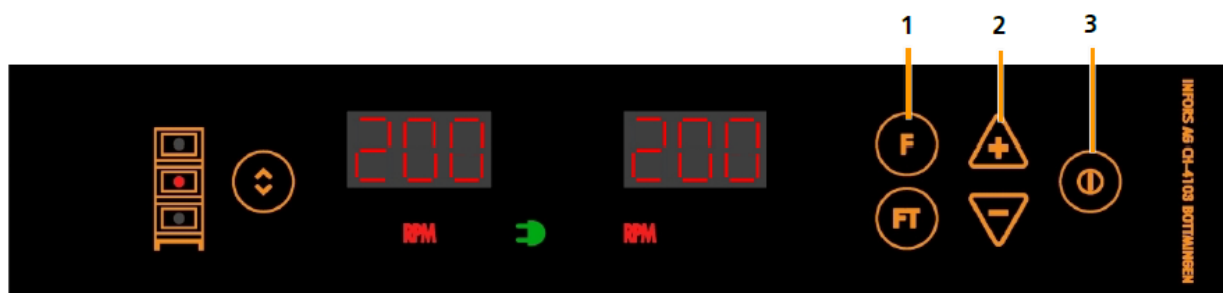 1 2 3
200 200
F
+
FT
-
RPM RPM
INFORS AG CH-4103 BOTTMINGEN